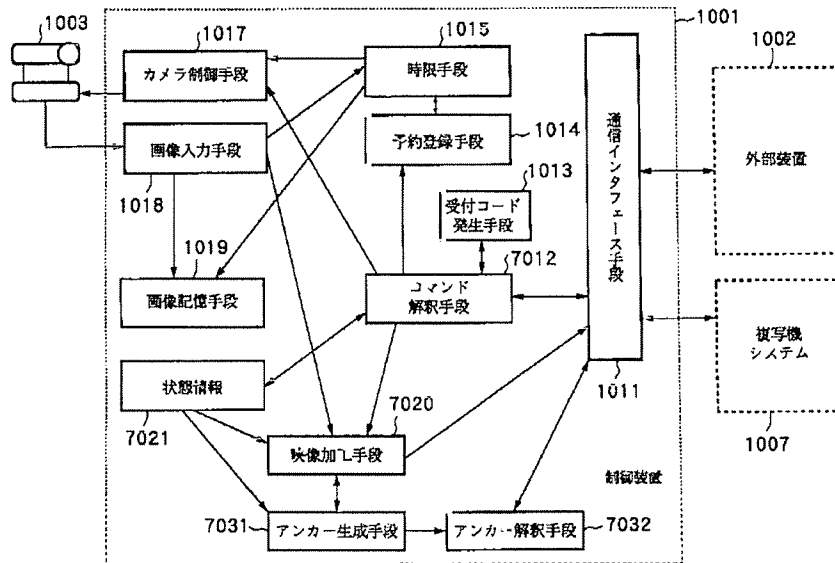 1003
1017
1015
1001
カメラ制御手段
時限手段
1002
画像入力手段
予約登録手段
1014
1018
1013
通信インタフェース手段
外部装置
受付コード
発生手段
1019
7012
画像記憶手段
コマンド
解釈手段
複写機
システム
状態情報
1011
7021
7020
1007
映像加工手段
制御装置
7031
アンカー生成手段
アンカー解釈手段
7032